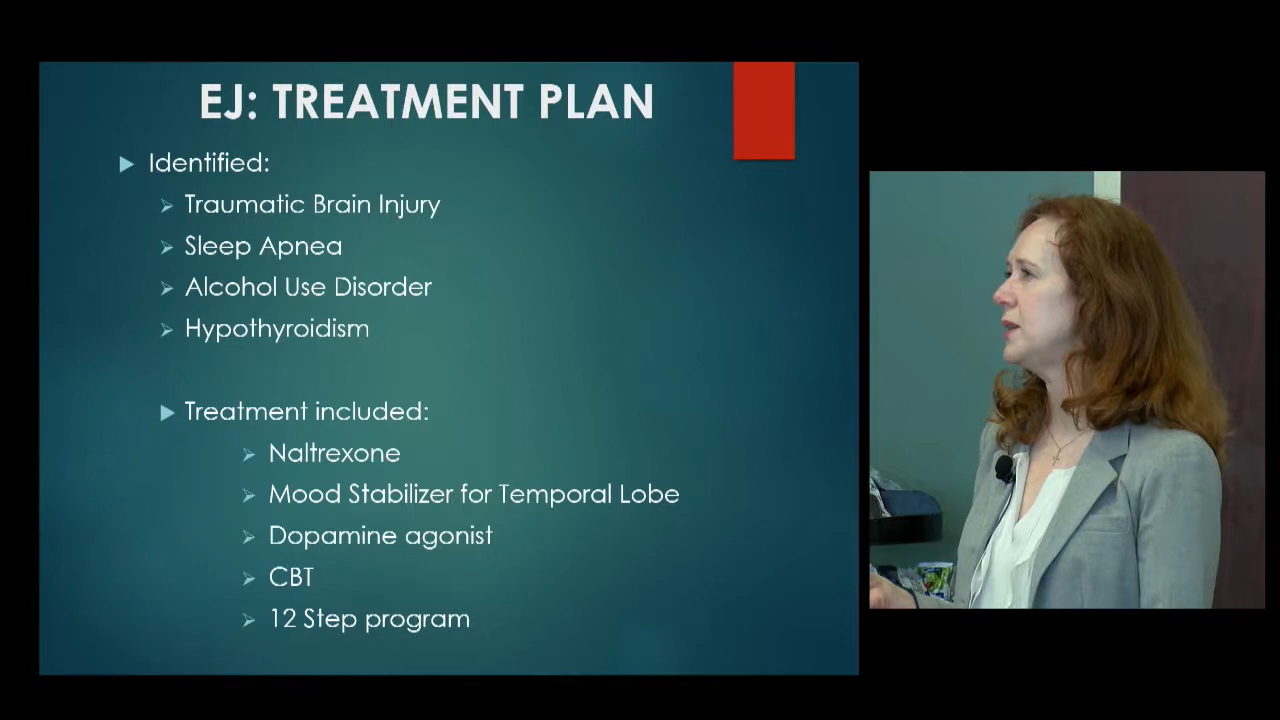 EJ: TREATMENT PLAN
Identified:
Traumatic Brain Injury
Sleep Apnea
Alcohol Use Disorder
Hypothyroidism
Treatment included:
Naltrexone
Mood Stabilizer for Temporal Lobe
Dopamine agonist
CBT
12 Step program